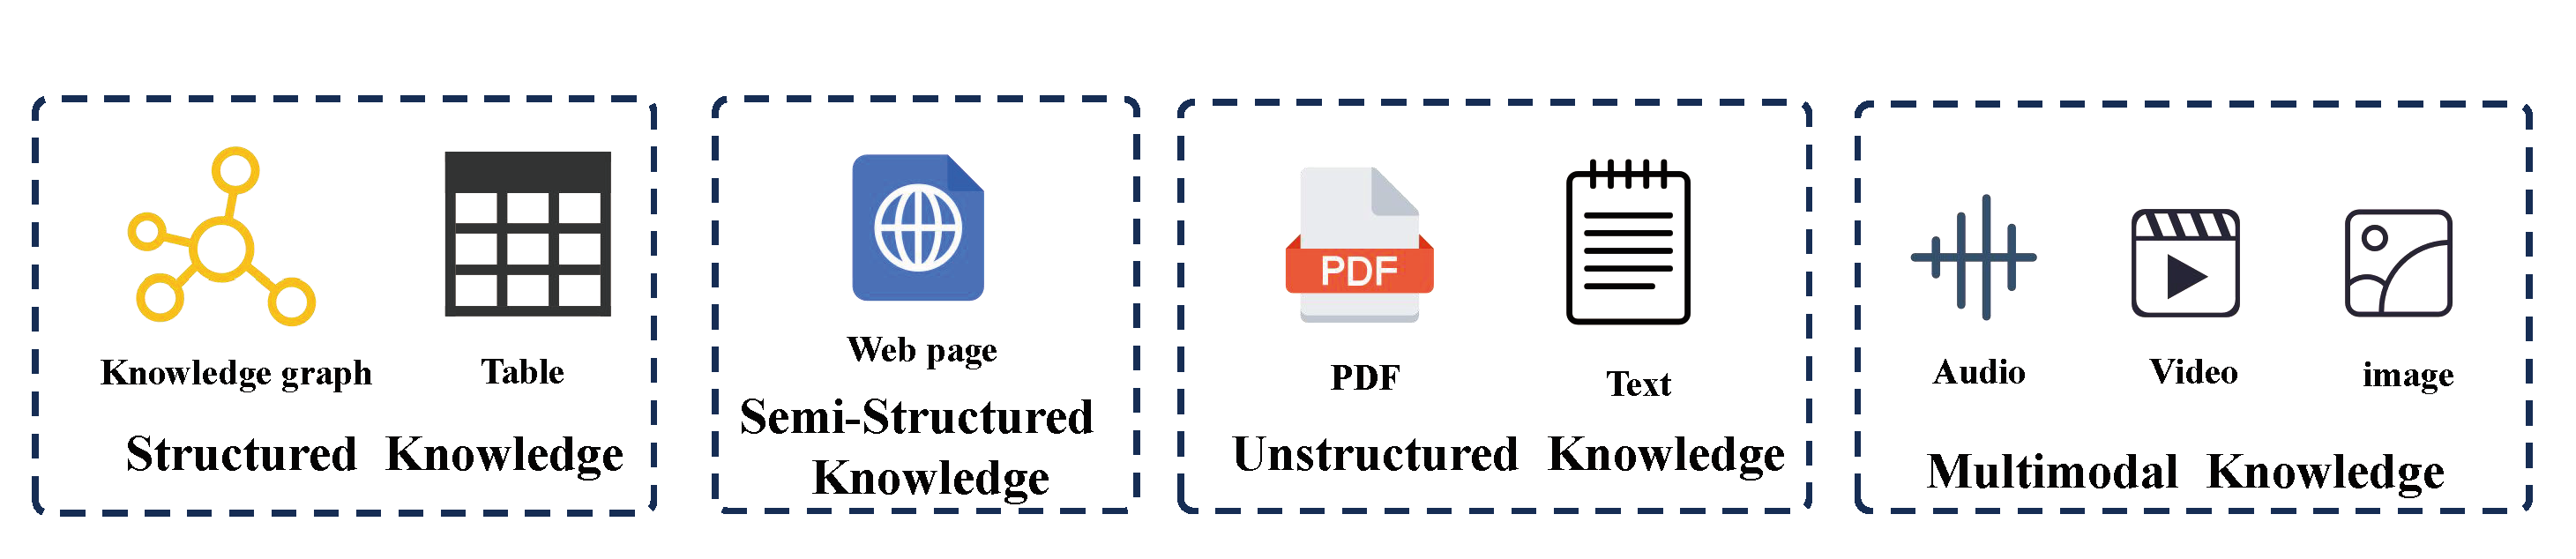 Knowledge graph
Table
Structured Knowledge
Web page
Semi-Structured
Knowledge
PDF
PDF
Text
Unstructured Knowledge
Audio
Video
image
Multimodal Knowledge